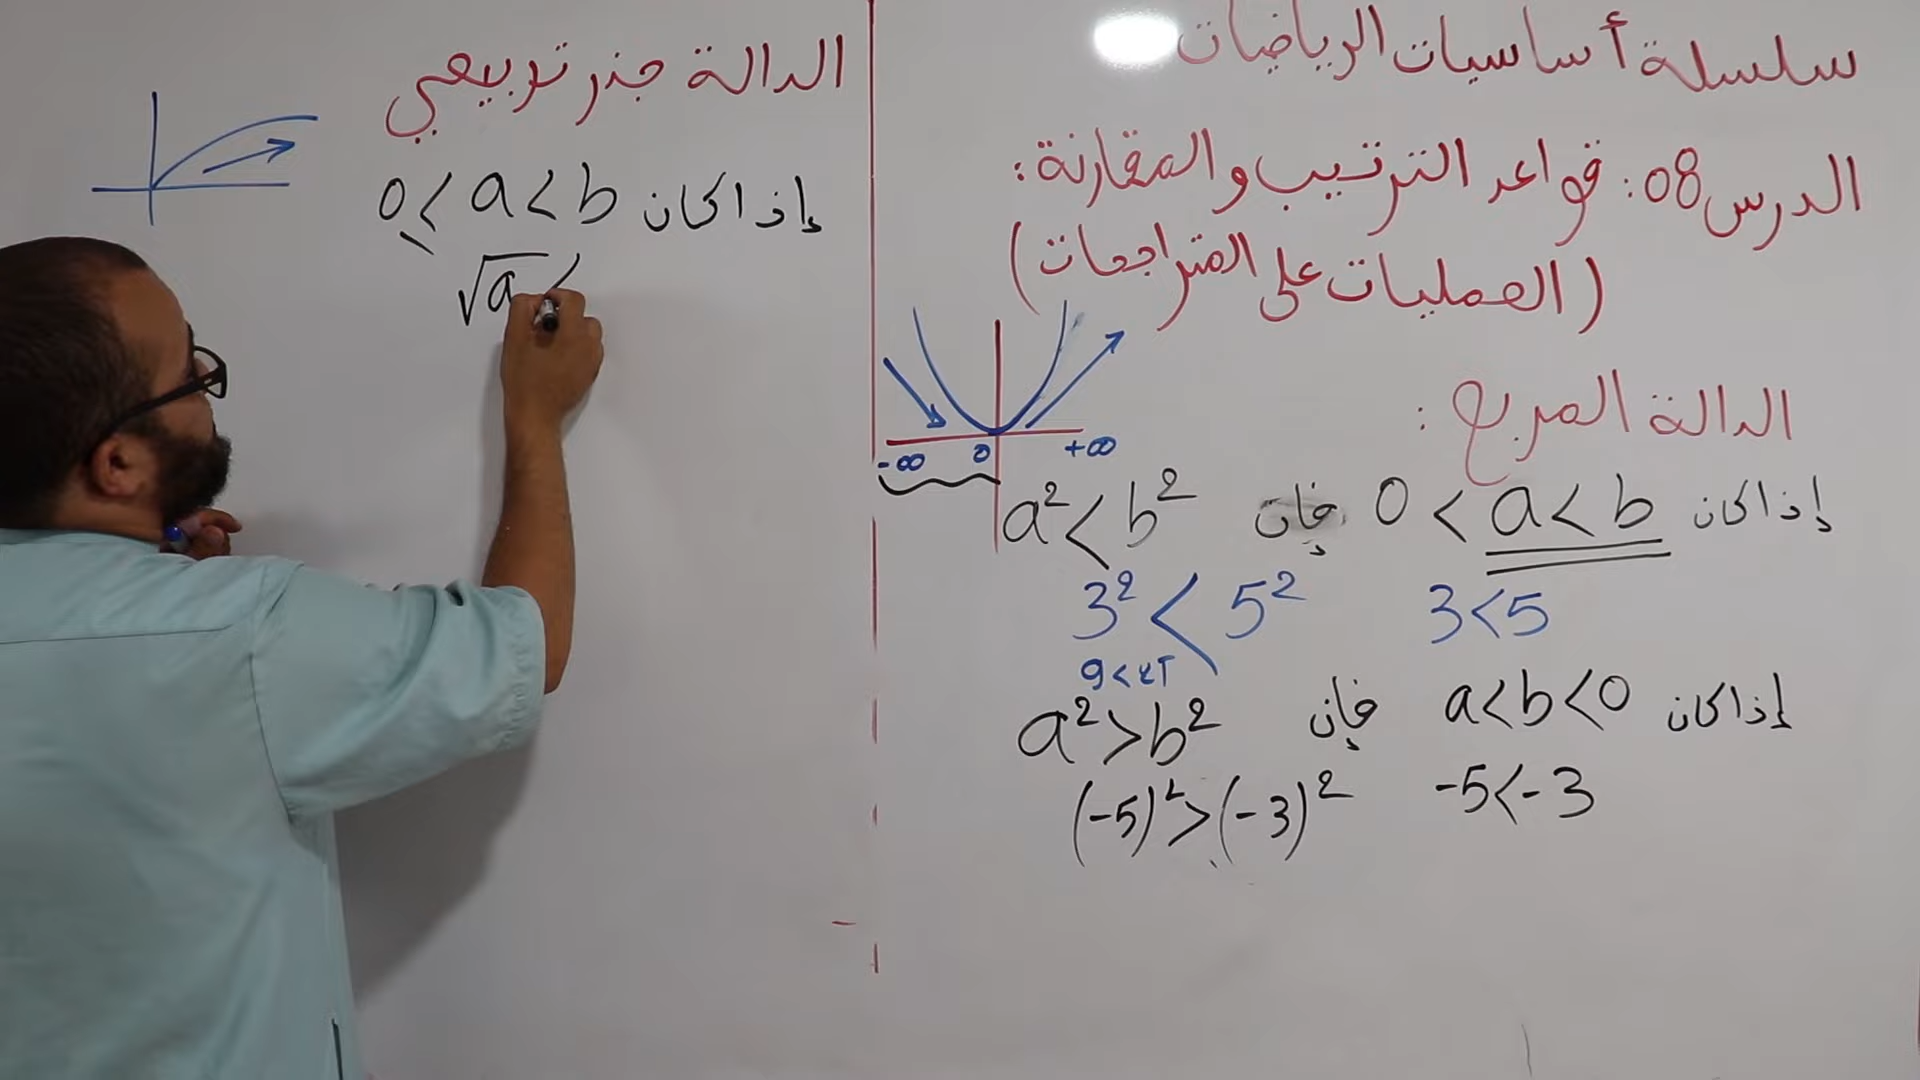 سلسلة أساسيات الرياضيات
الدرس 08: قواعد الترتيب والمقارنة:
(العمليات على المتراجحات)
الدالة المربع:
إذا كان 0 < a < b فإن a² < b²
3 < 5 3² < 5²
9 < 25
إذا كان a < b < 0 فإن a² > b²
-5 < -3 (-5)² > (-3)²
-∞ 0 +∞
الدالة جذر تربيعي
إذا كان 0 ≤ a < b
√a <